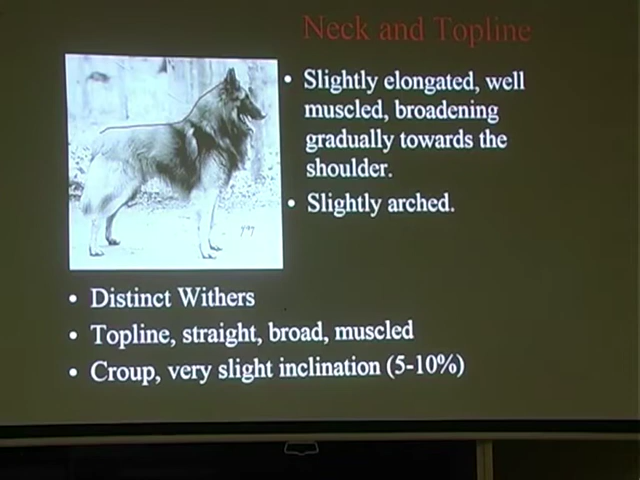 Neck and Topline
• Slightly elongated, well
muscled, broadening
gradually towards the
shoulder.
• Slightly arched.
• Distinct Withers
• Topline, straight, broad, muscled
• Croup, very slight inclination (5-10%)